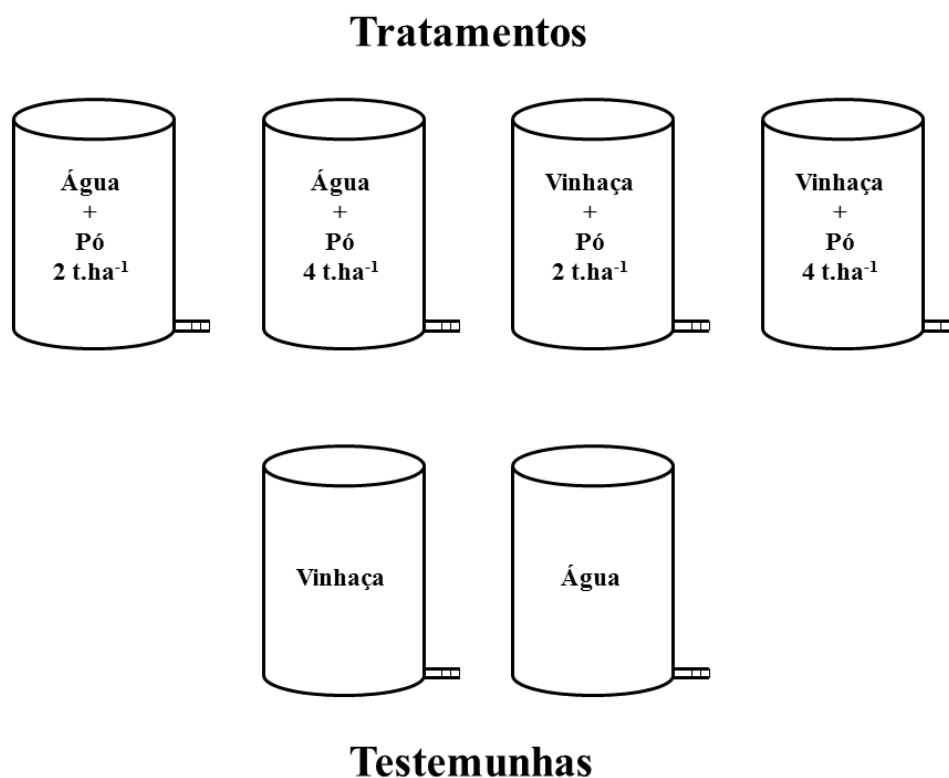 Tratamentos
Água
+
Pó
2 t.ha⁻¹
Água
+
Pó
4 t.ha⁻¹
Vinhaça
+
Pó
2 t.ha⁻¹
Vinhaça
+
Pó
4 t.ha⁻¹
Vinhaça
Água
Testemunhas